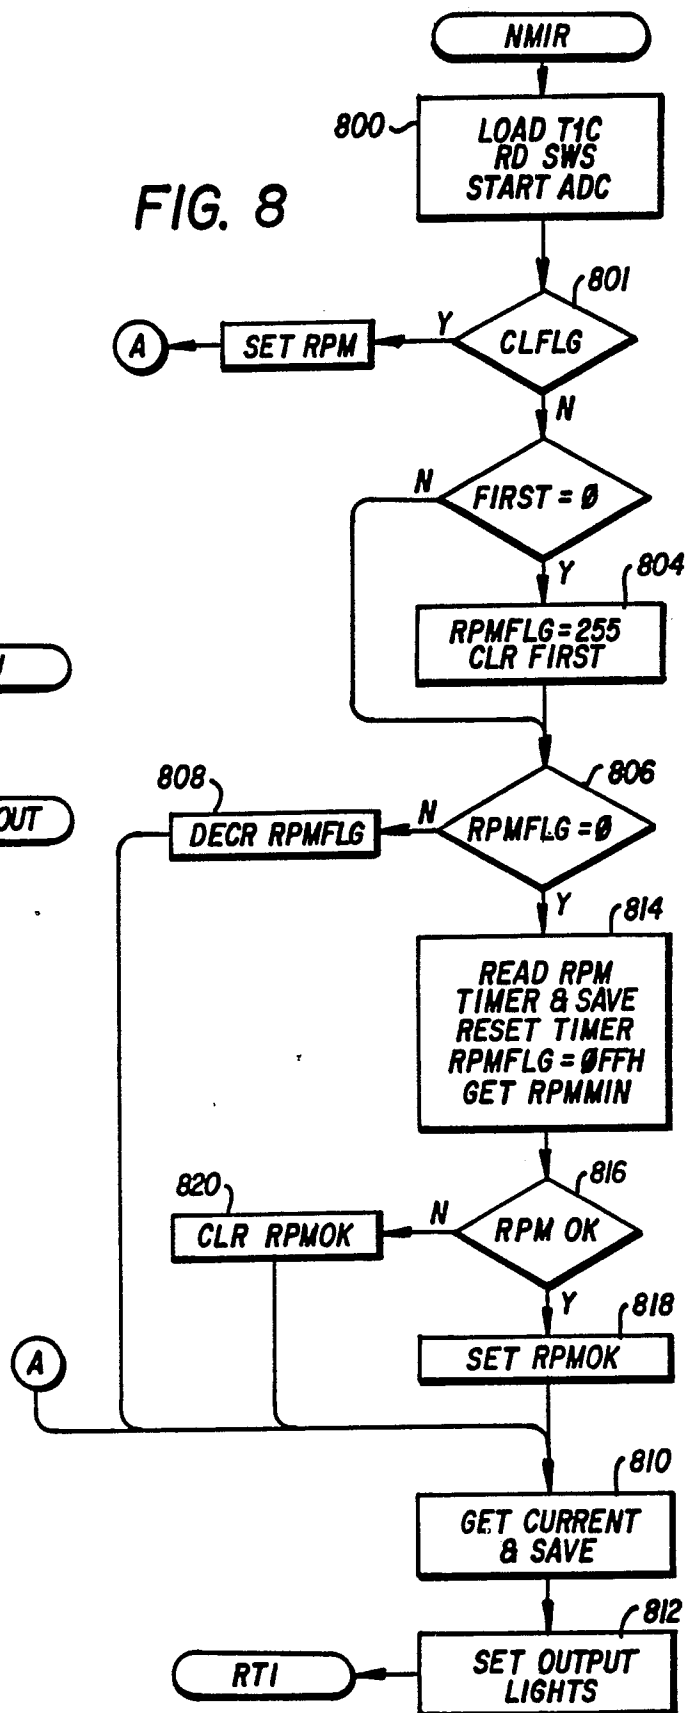 NMIR
800
LOAD T1C
RD SWS
START ADC
FIG. 8
801
CLFLG
Y
SET RPM
A
N
FIRST = Ø
N
Y
804
RPMFLG = 255
CLR FIRST
806
RPMFLG = Ø
N
808
DECR RPMFLG
OUT
Y
814
READ RPM
TIMER & SAVE
RESET TIMER
RPMFLG = ØFFH
GET RPMMIN
816
RPM OK
N
820
CLR RPMOK
Y
818
SET RPMOK
A
810
GET CURRENT
& SAVE
812
SET OUTPUT
LIGHTS
RTI